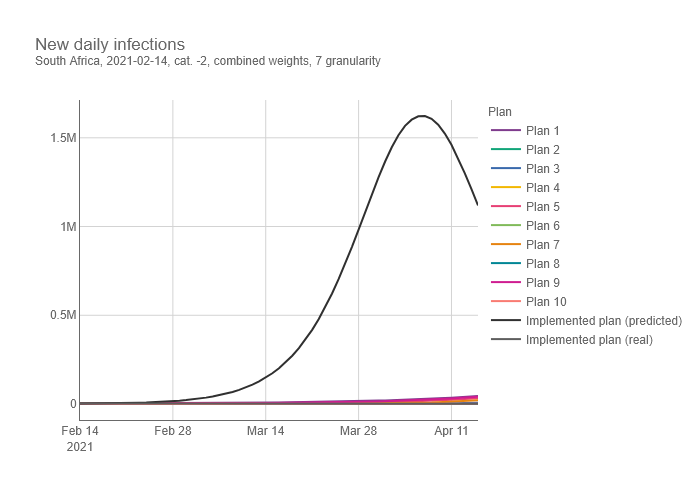 New daily infections
South Africa, 2021-02-14, cat. -2, combined weights, 7 granularity
Plan
Plan 1
Plan 2
Plan 3
Plan 4
Plan 5
Plan 6
Plan 7
Plan 8
Plan 9
Plan 10
Implemented plan (predicted)
Implemented plan (real)
1.5M
1M
0.5M
0
Feb 14 Feb 28 Mar 14 Mar 28 Apr 11
2021